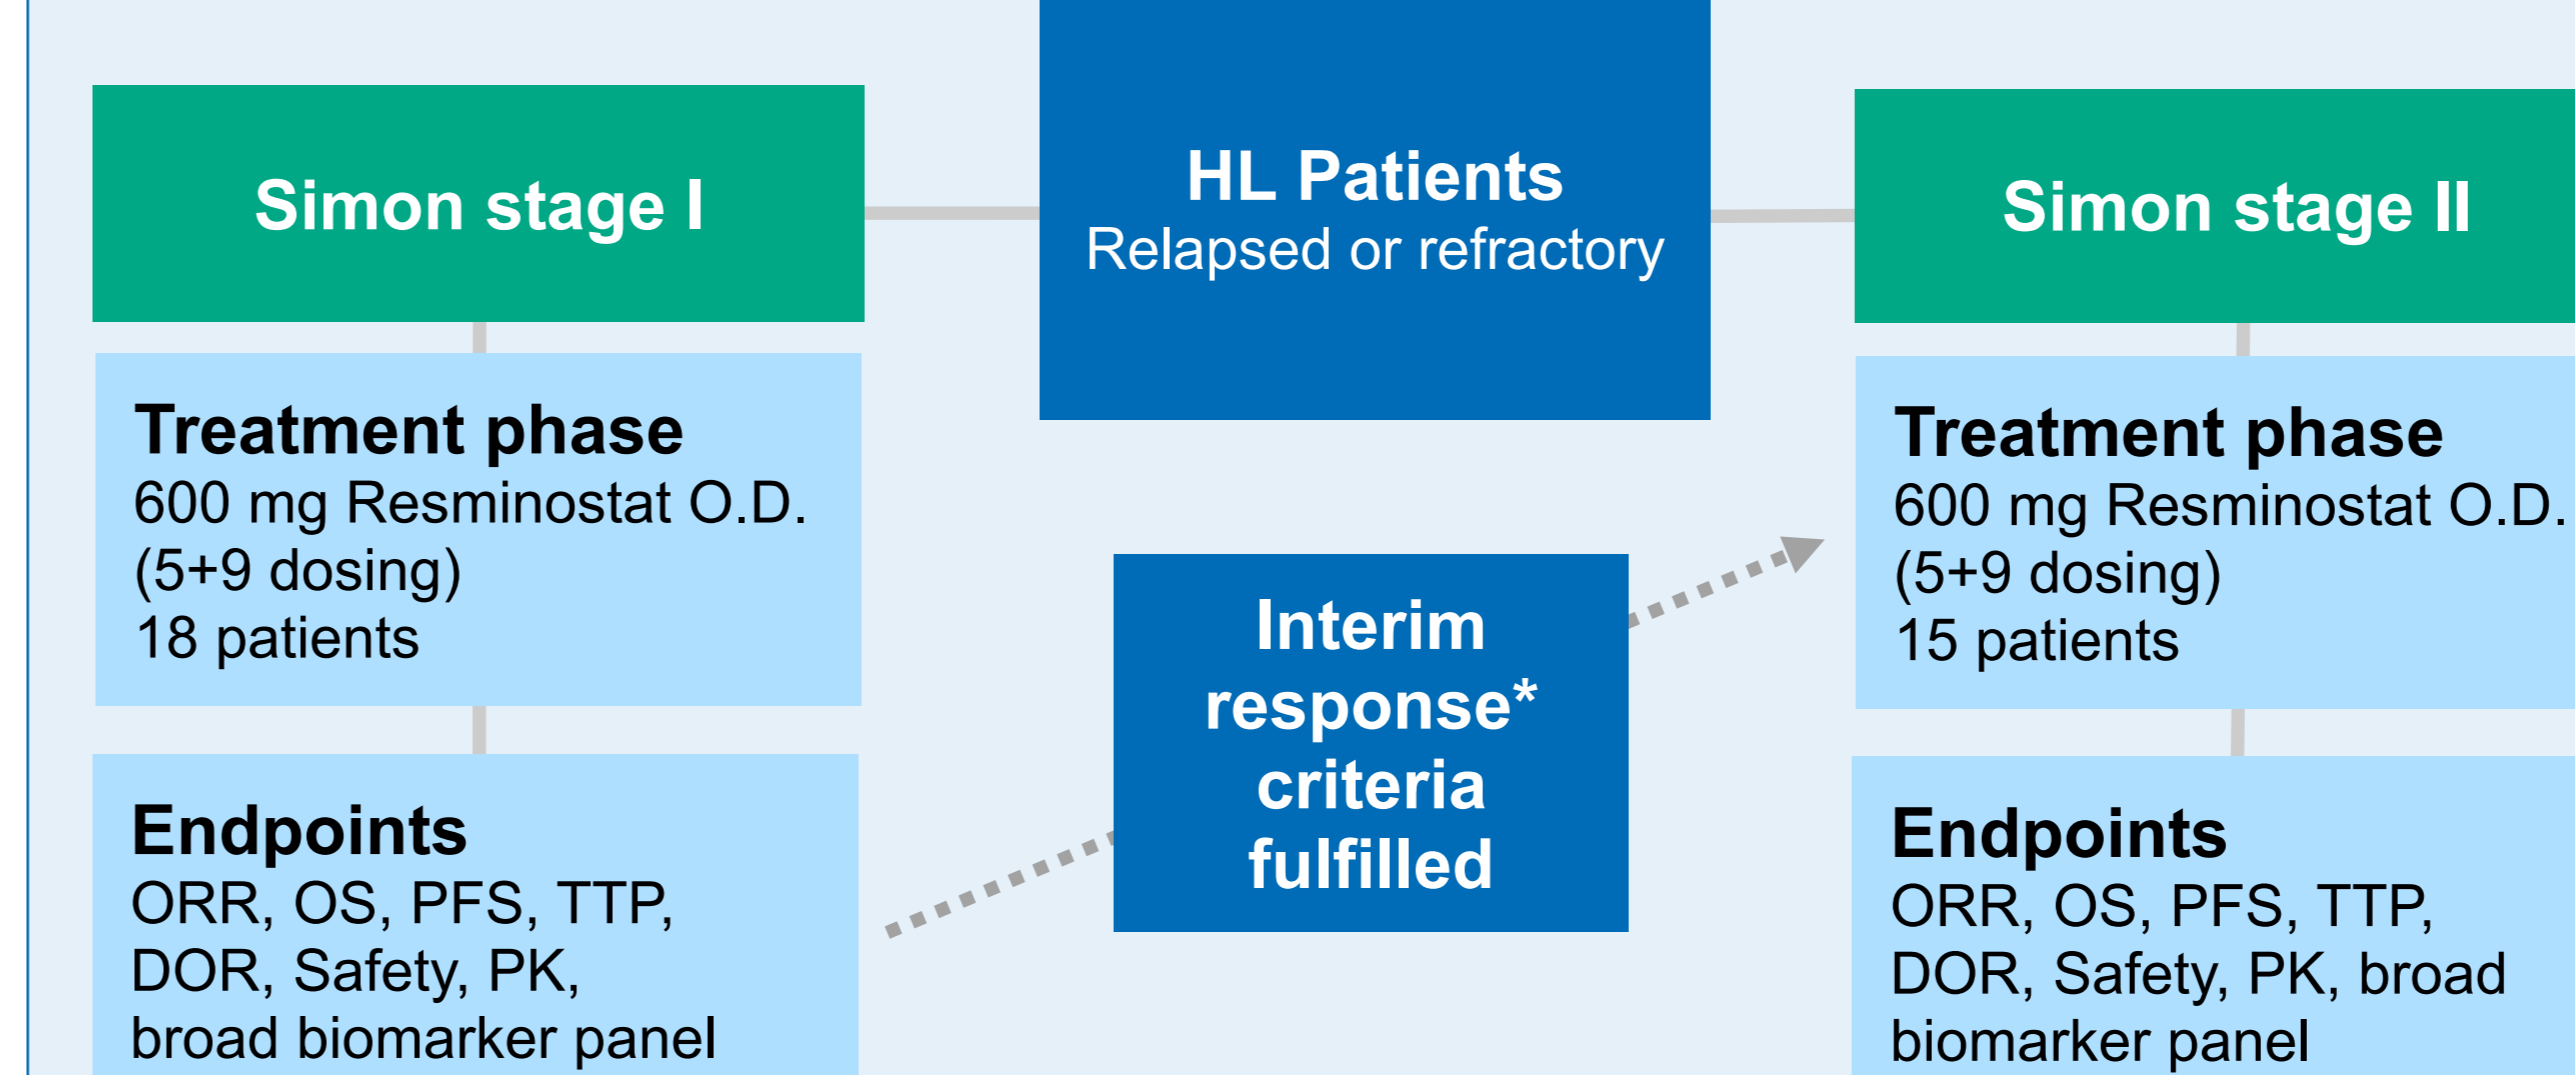 Simon stage I
Treatment phase
600 mg Resminostat O.D.
(5+9 dosing)
18 patients
Endpoints
ORR, OS, PFS, TTP,
DOR, Safety, PK,
broad biomarker panel
HL Patients
Relapsed or refractory
Interim
response*
criteria
fulfilled
Simon stage II
Treatment phase
600 mg Resminostat O.D.
(5+9 dosing)
15 patients
Endpoints
ORR, OS, PFS, TTP,
DOR, Safety, PK, broad
biomarker panel